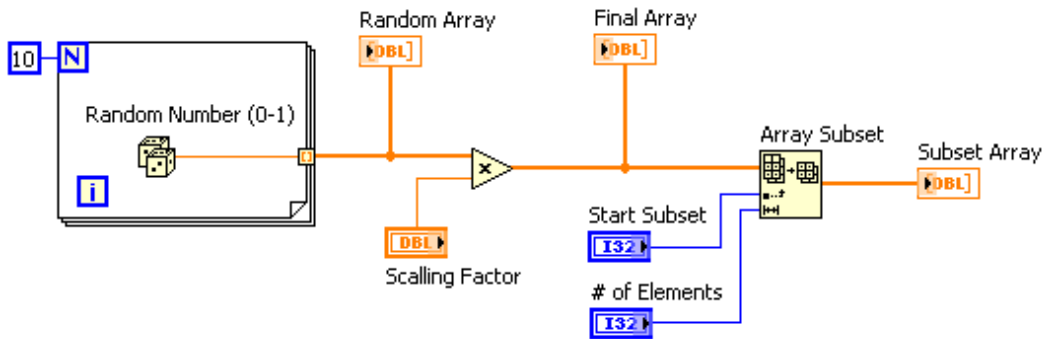 Random Array
DBL]
Final Array
DBL]
10
N
Random Number (0-1)
i
x
DBL
Scalling Factor
Array Subset
Subset Array
DBL]
Start Subset
I32
# of Elements
I32